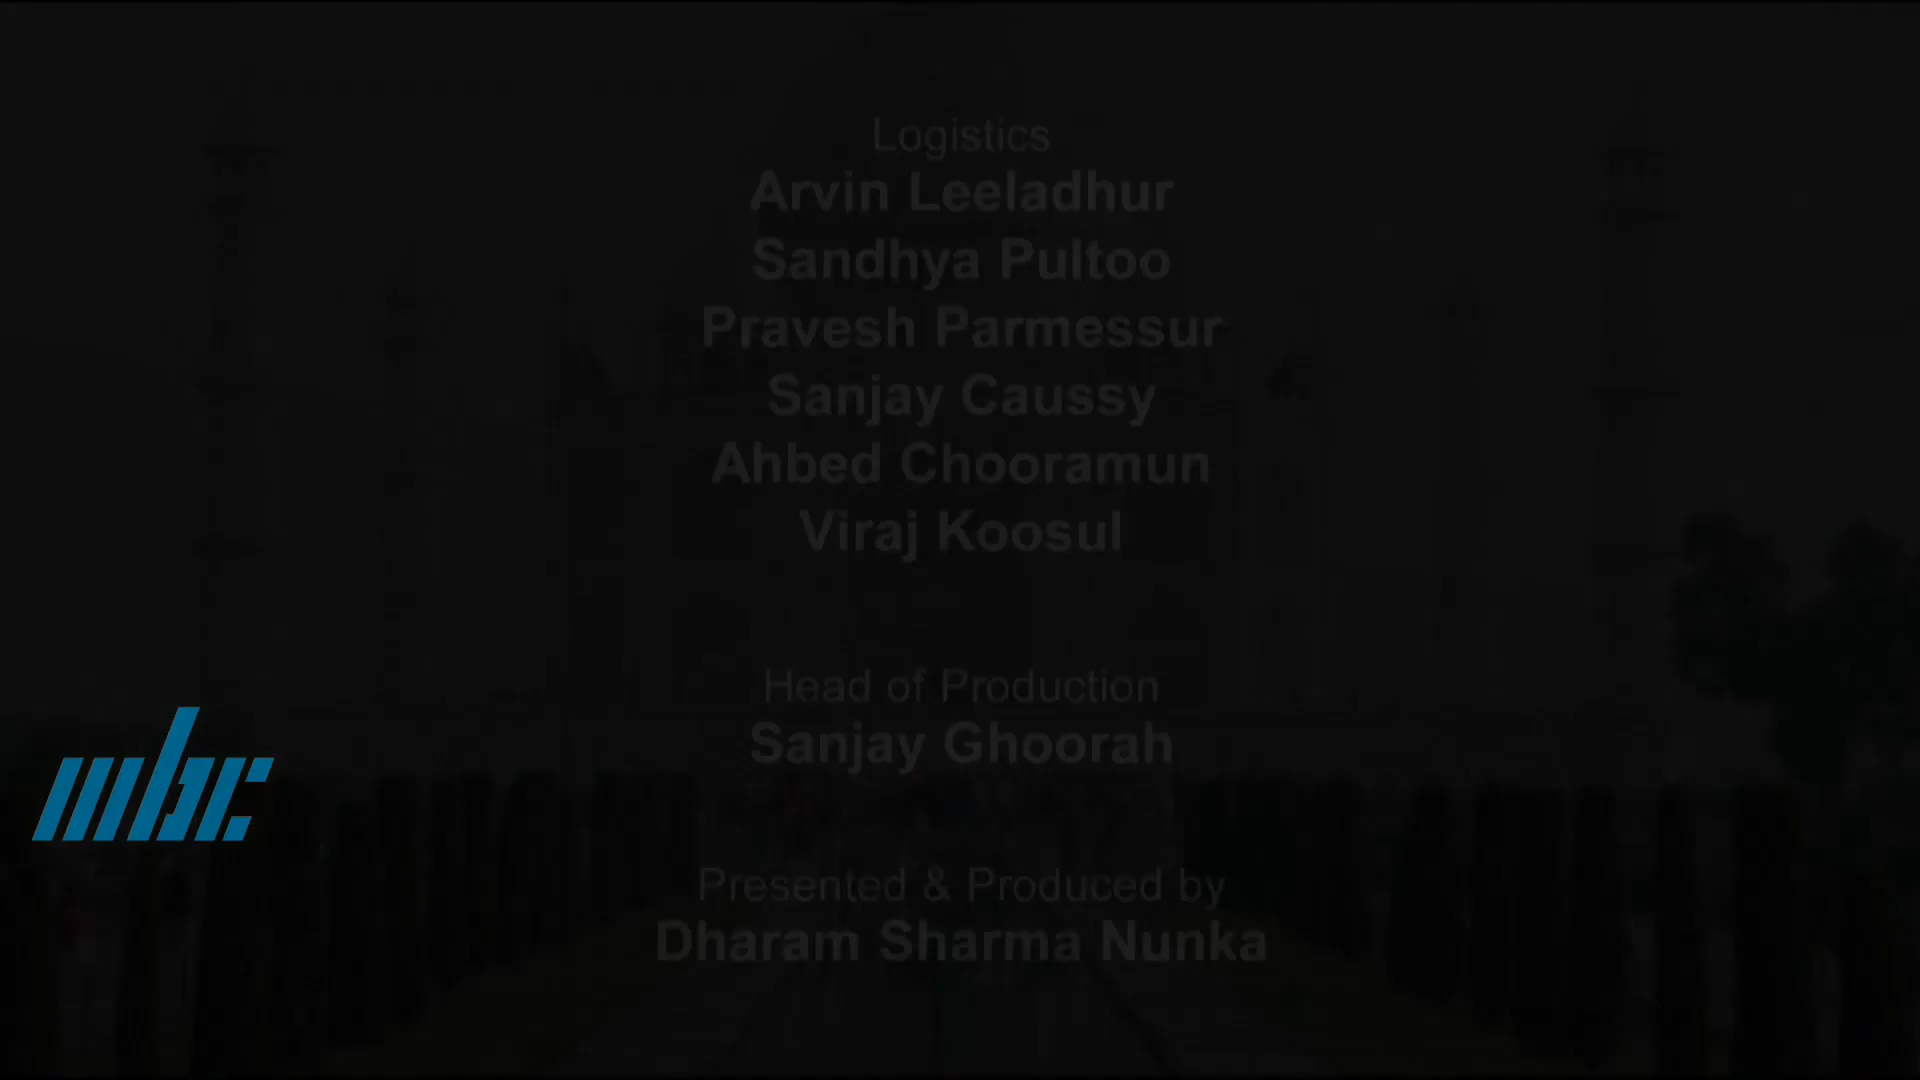 Logistics
Arvin Leeladhur
Sandhya Pultoo
Pravesh Parmessur
Sanjay Caussy
Ahbed Chooramun
Viraj Koosul
Head of Production
Sanjay Ghoorah
mbc
Presented & Produced by
Dharam Sharma Nunka